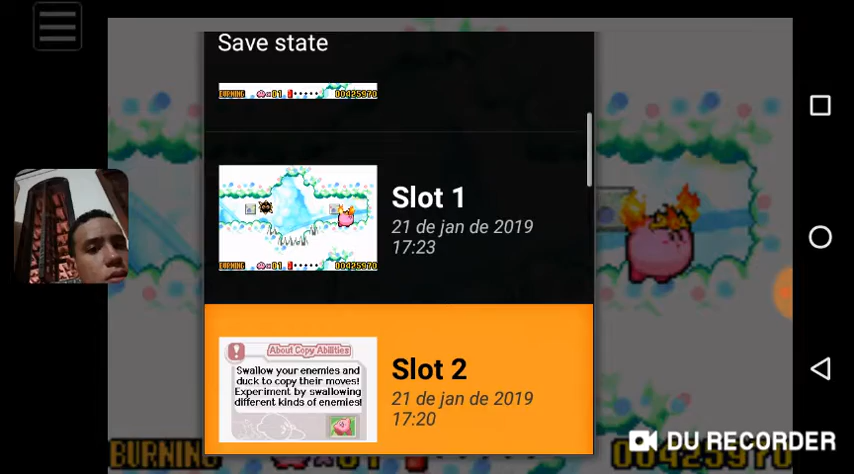 Save state
BURNING 01 00425970
Slot 1
21 de jan de 2019
17:23
BURNING 01 00425970
! About Copy Abilities
Swallow your enemies and
duck to copy their moves!
Experiment by swallowing
different kinds of enemies!
Slot 2
21 de jan de 2019
17:20
DU RECORDER
BURNING